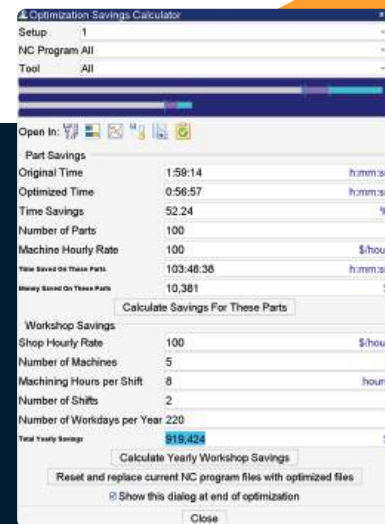 Optimization Savings Calculator
Setup 1
NC Program All
Tool All
Open In:
Part Savings
Original Time 1:59:14 h:mm:s
Optimized Time 0:56:57 h:mm:s
Time Savings 52.24 %
Number of Parts 100
Machine Hourly Rate 100 $/hou
Time Saved On These Parts 103:48:38 h:mm:s
Money Saved On These Parts 10,381 $
Calculate Savings For These Parts
Workshop Savings
Shop Hourly Rate 100 $/hou
Number of Machines 5
Machining Hours per Shift 8 hour
Number of Shifts 2
Number of Workdays per Year 220
Total Yearly Savings 919,424 $
Calculate Yearly Workshop Savings
Reset and replace current NC program files with optimized files
Show this dialog at end of optimization
Close